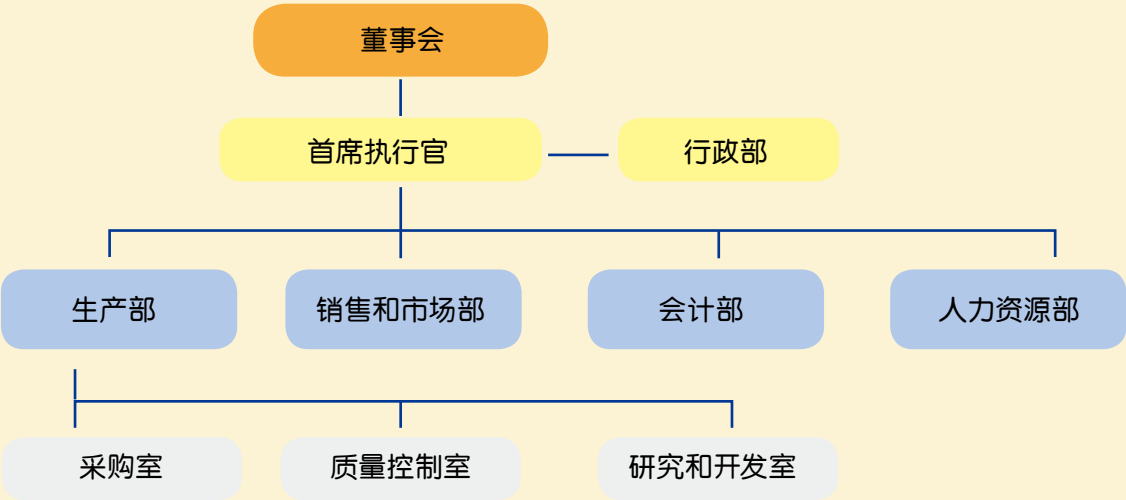 董事会
首席执行官
行政部
生产部
销售和市场部
会计部
人力资源部
采购室
质量控制室
研究和开发室